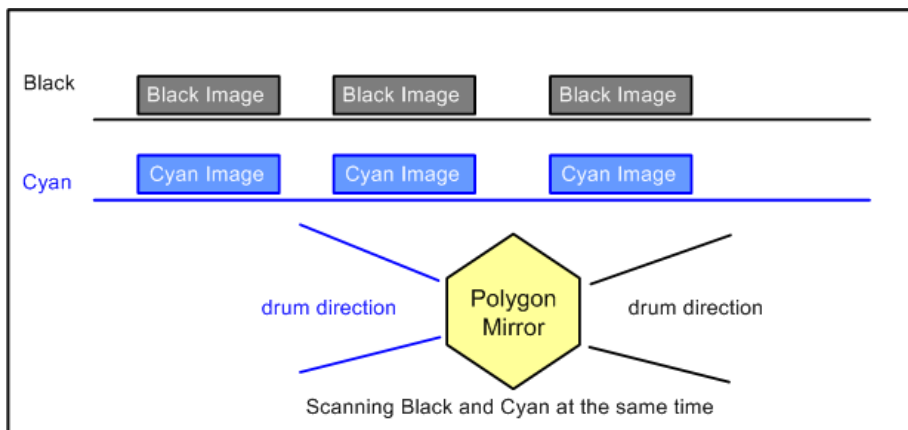 Black
Black Image Black Image Black Image
Cyan
Cyan Image Cyan Image Cyan Image
drum direction
Polygon
Mirror
drum direction
Scanning Black and Cyan at the same time